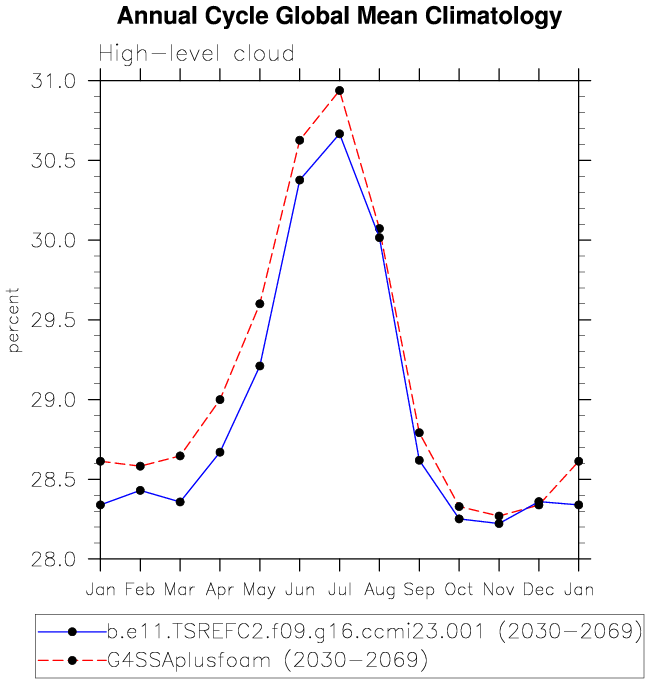 Annual Cycle Global Mean Climatology
High-level cloud
31.0
30.5
30.0
29.5
29.0
28.5
28.0
percent
Jan Feb Mar Apr May Jun Jul Aug Sep Oct Nov Dec Jan
b.e11.TSREFC2.f09.g16.ccmi23.001 (2030-2069)
G4SSAplusfoam (2030-2069)